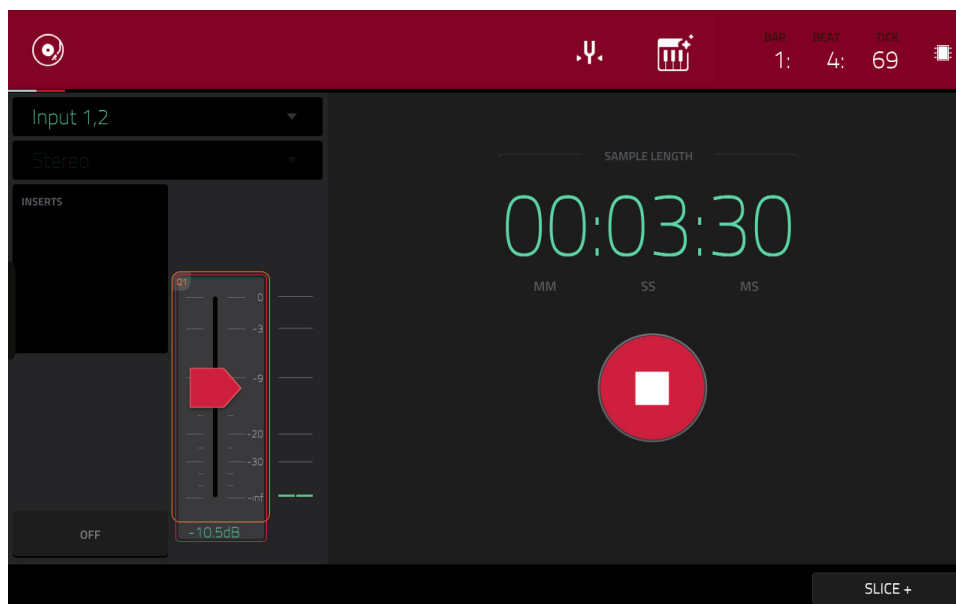 BAR BEAT TICK
1: 4: 69
Input 1,2
Stereo
INSERTS
Q1
0
-3
-9
-20
-30
-inf
OFF
-10.5dB
SAMPLE LENGTH
00:03:30
MM SS MS
SLICE +